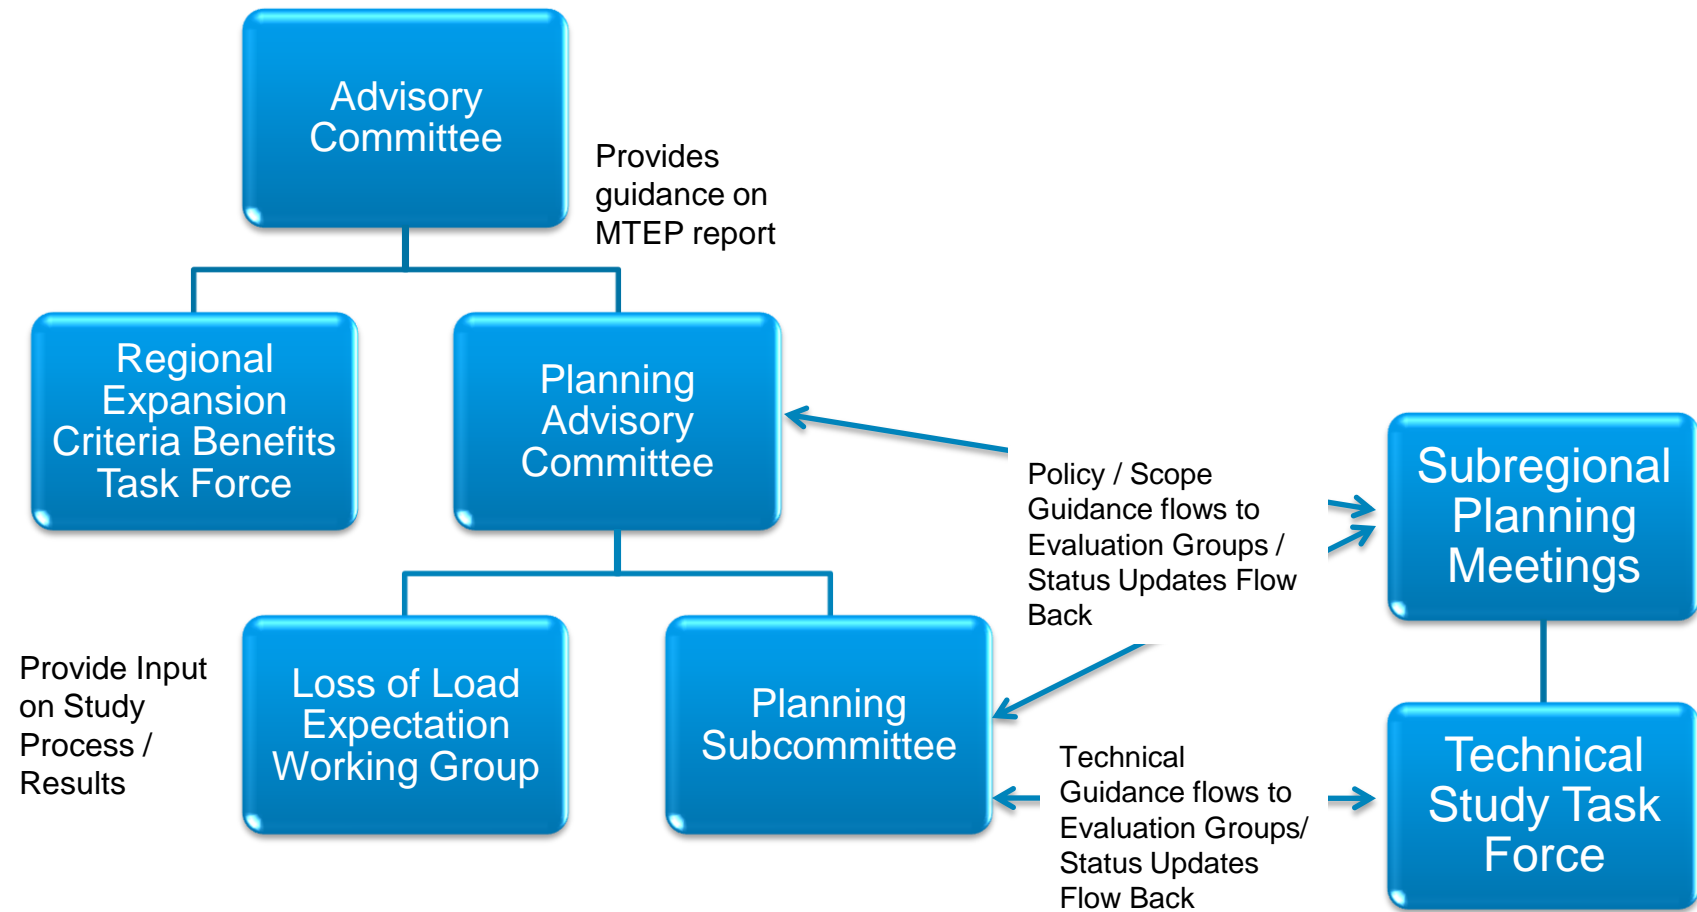 Advisory
Committee
Provides
guidance on
MTEP report
Regional
Expansion
Criteria Benefits
Task Force
Planning
Advisory
Committee
Policy / Scope
Guidance flows to
Evaluation Groups /
Status Updates Flow
Back
Subregional
Planning
Meetings
Provide Input
on Study
Process /
Results
Loss of Load
Expectation
Working Group
Planning
Subcommittee
Technical
Guidance flows to
Evaluation Groups/
Status Updates
Flow Back
Technical
Study Task
Force